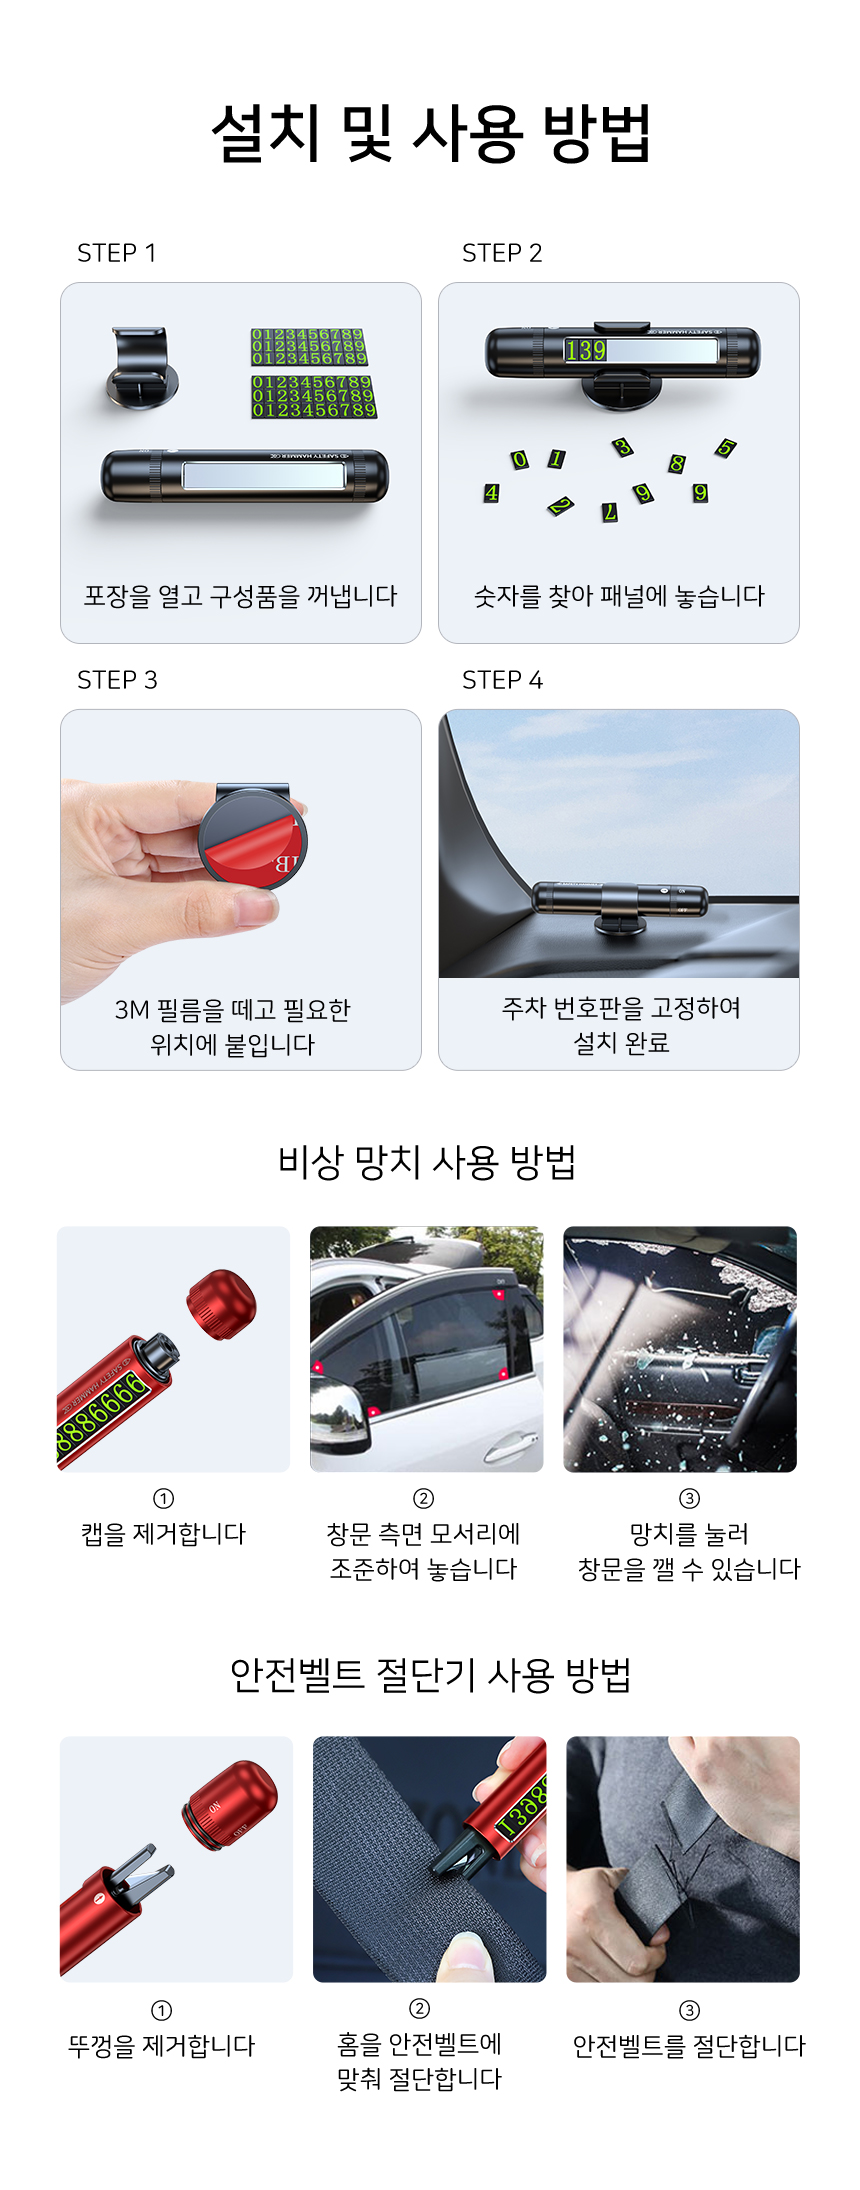 설치 및 사용 방법
STEP 1
STEP 2
0123456789
0123456789
0123456789
0123456789
0123456789
0123456789
SAFETY HAMMER
포장을 열고 구성품을 꺼냅니다
SAFETY HAMMER
139
0 1 3 8 5
4 2 7 6 6
숫자를 찾아 패널에 놓습니다
STEP 3
STEP 4
3M 필름을 떼고 필요한
위치에 붙입니다
주차 번호판을 고정하여
설치 완료
비상 망치 사용 방법
SAFETY HAMMER
①
캡을 제거합니다
②
창문 측면 모서리에
조준하여 놓습니다
③
망치를 눌러
창문을 깰 수 있습니다
안전벨트 절단기 사용 방법
ON
OFF
①
뚜껑을 제거합니다
②
홈을 안전벨트에
맞춰 절단합니다
③
안전벨트를 절단합니다